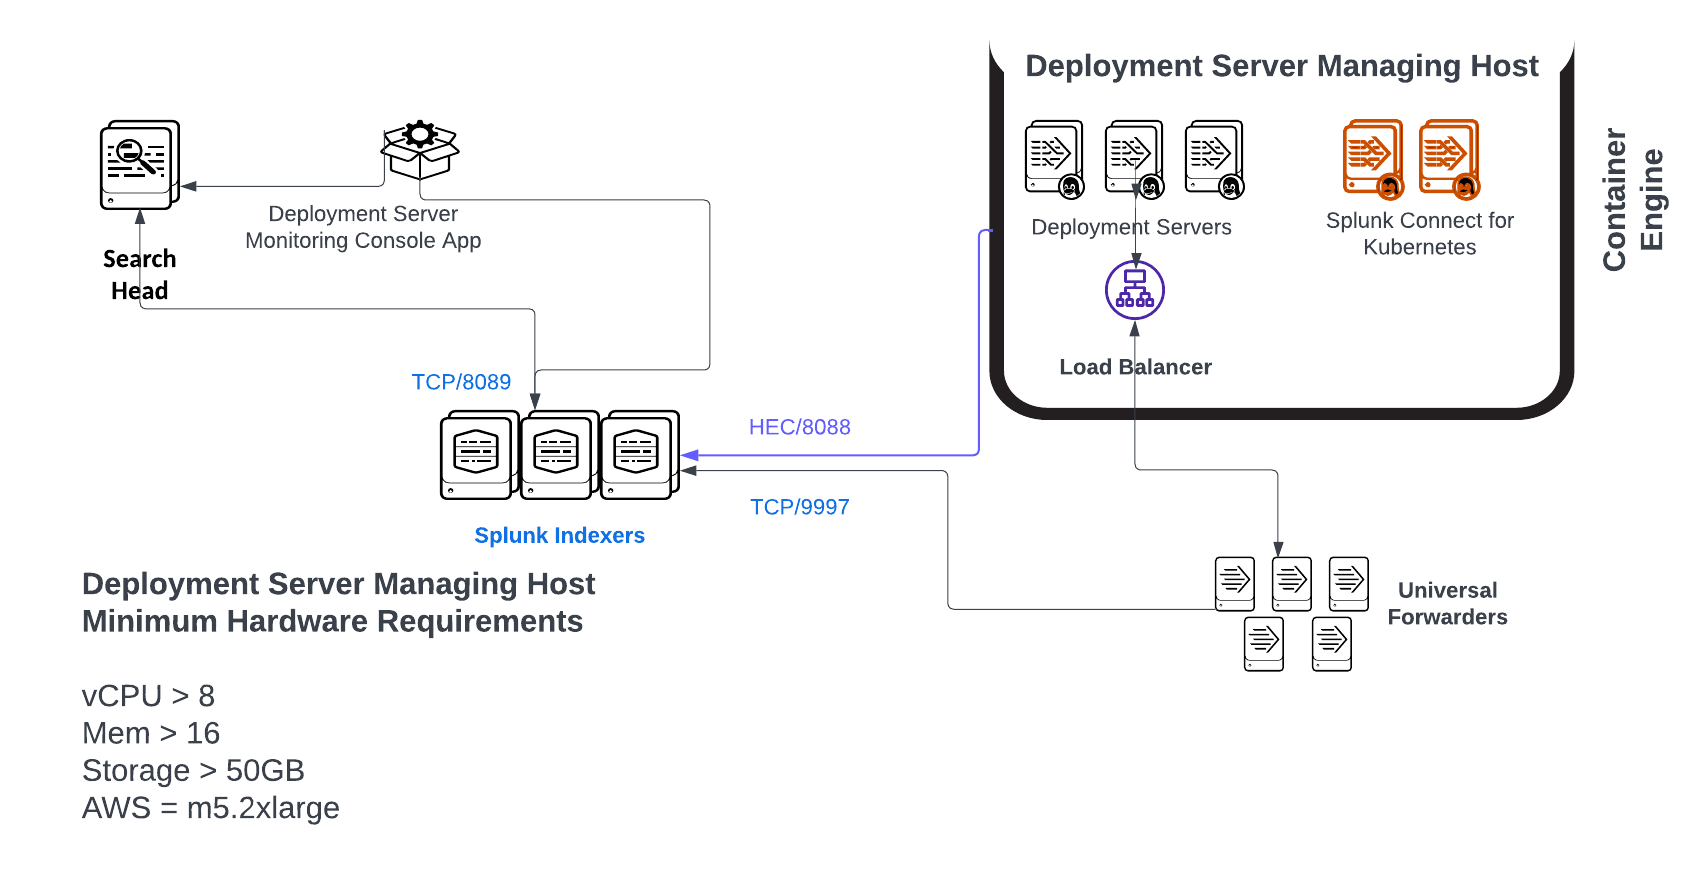 Deployment Server Managing Host
Deployment Server
Monitoring Console App
Search
Head
Deployment Servers
Splunk Connect for
Kubernetes
Container
Engine
Load Balancer
TCP/8089
HEC/8088
TCP/9997
Splunk Indexers
Universal
Forwarders
Deployment Server Managing Host
Minimum Hardware Requirements
vCPU > 8
Mem > 16
Storage > 50GB
AWS = m5.2xlarge